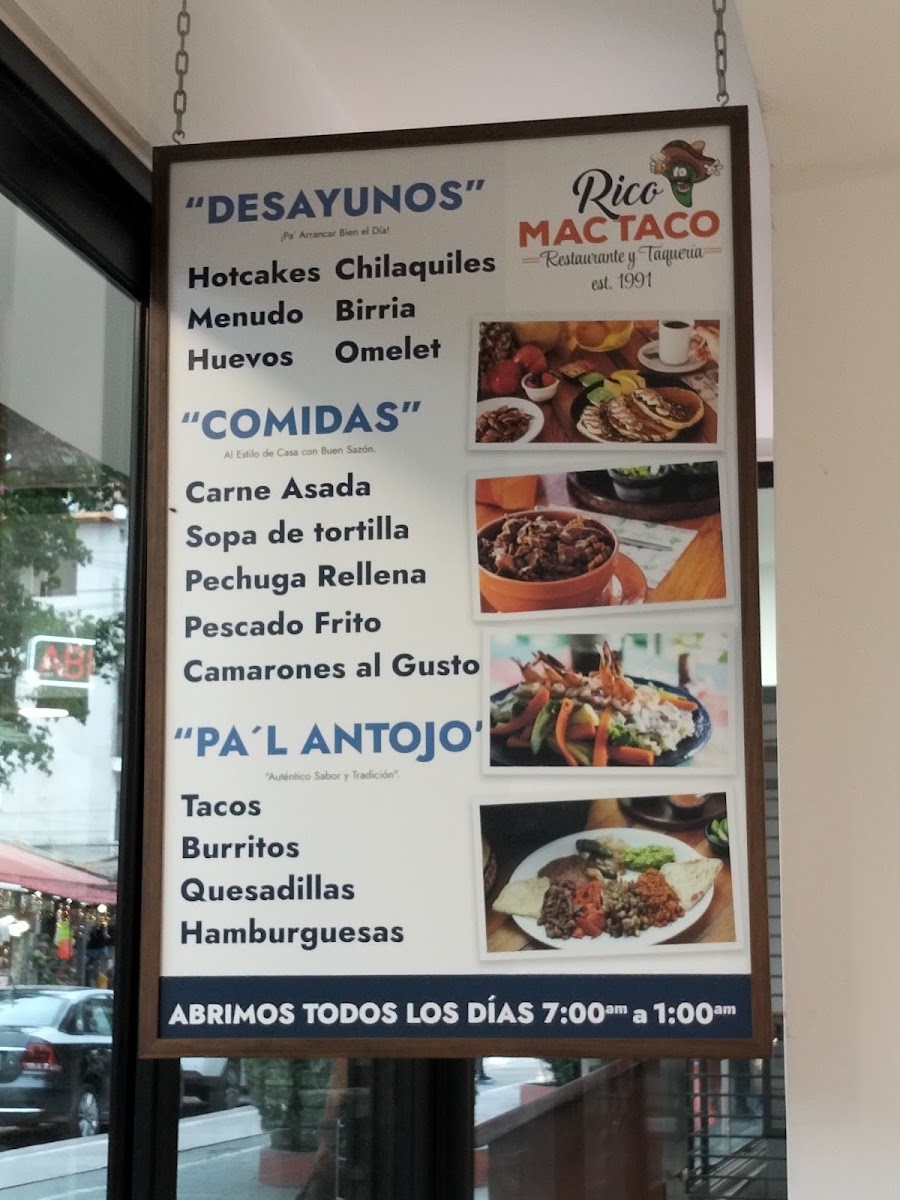 Rico
MAC TACO
Restaurante y Taquería
est. 1991
“DESAYUNOS”
¡Pa' Arrancar Bien el Día!
Hotcakes Chilaquiles
Menudo Birria
Huevos Omelet
“COMIDAS”
Al Estilo de Casa con Buen Sazón.
Carne Asada
Sopa de tortilla
Pechuga Rellena
Pescado Frito
Camarones al Gusto
“PA´L ANTOJO"
"Auténtico Sabor y Tradición"
Tacos
Burritos
Quesadillas
Hamburguesas
ABRIMOS TODOS LOS DÍAS 7:00am a 1:00am